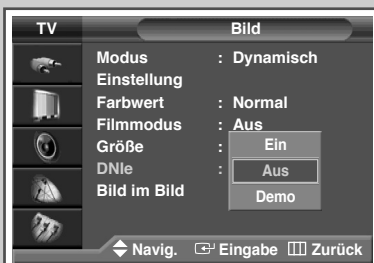 TV Bild
Modus : Dynamisch
Einstellung
Farbwert : Normal
Filmmodus : Aus
Größe : Ein
DNIe : Aus
Bild im Bild Demo
Navig. Eingabe Zurück